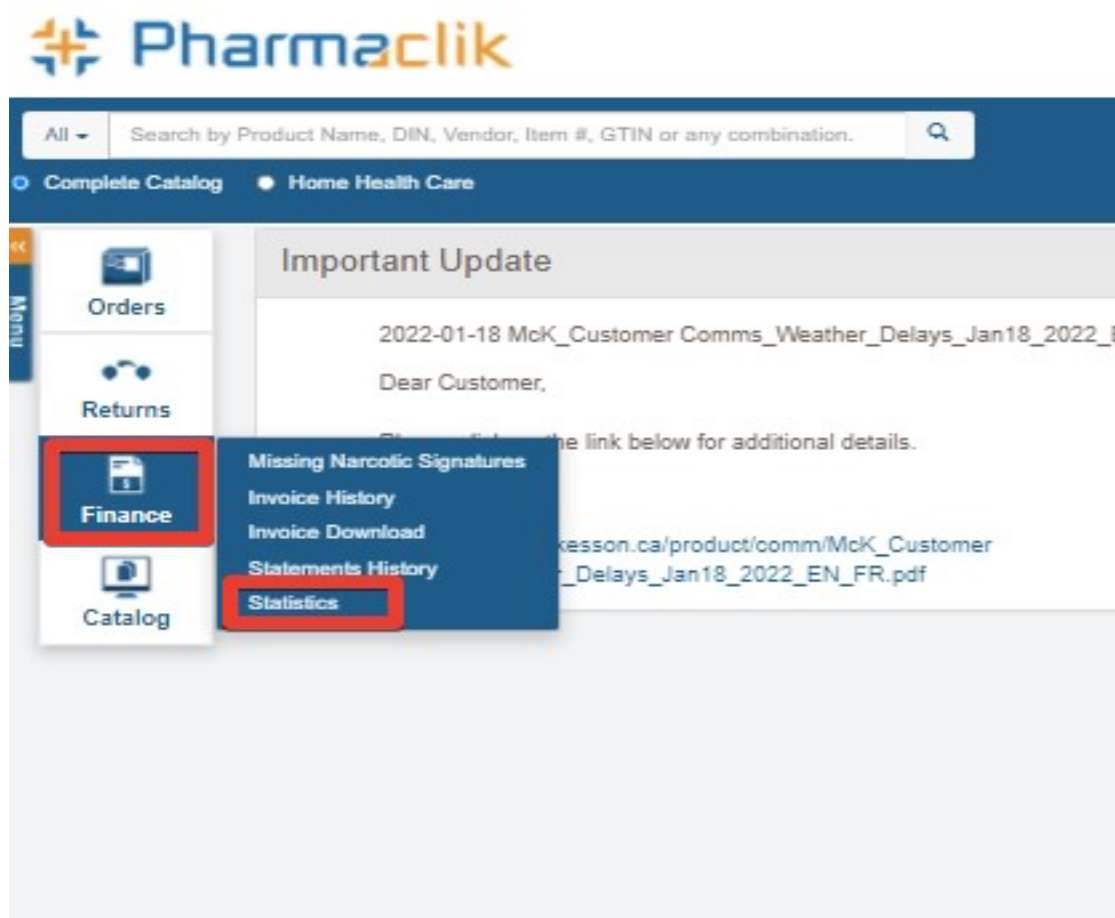 Pharmaclik
All
Search by Product Name, DIN, Vendor, Item #, GTIN or any combination.
Complete Catalog
Home Health Care
Menu
Orders
Returns
Finance
Catalog
Important Update
2022-01-18 McK_Customer Comms_Weather_Delays_Jan18_2022_
Dear Customer,
the link below for additional details.
Missing Narcotic Signatures
Invoice History
Invoice Download
Statements History
Statistics
kesson.ca/product/comm/McK_Customer
_Delays_Jan18_2022_EN_FR.pdf